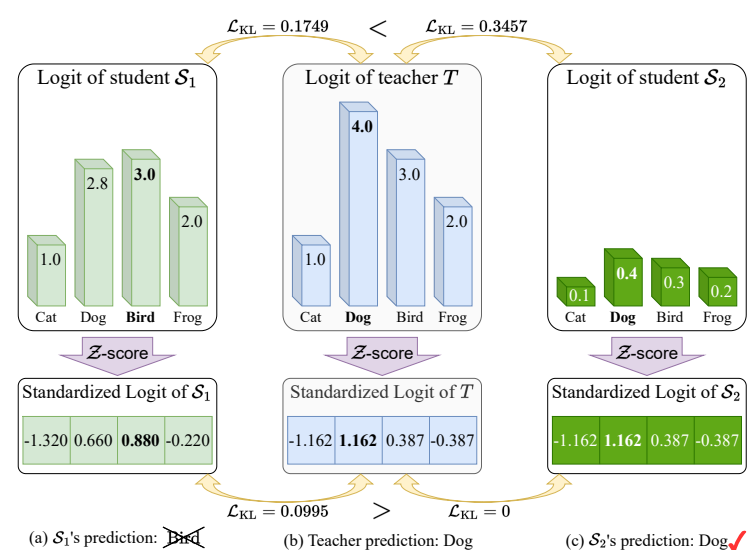 𝓛_KL = 0.1749 < 𝓛_KL = 0.3457
Logit of student 𝒮₁
Logit of teacher T
Logit of student 𝒮₂
1.0
2.8
3.0
2.0
Cat Dog Bird Frog
1.0
4.0
3.0
2.0
Cat Dog Bird Frog
0.1
0.4
0.3
0.2
Cat Dog Bird Frog
𝒵-score
𝒵-score
𝒵-score
Standardized Logit of 𝒮₁
-1.320 0.660 0.880 -0.220
Standardized Logit of T
-1.162 1.162 0.387 -0.387
Standardized Logit of 𝒮₂
-1.162 1.162 0.387 -0.387
𝓛_KL = 0.0995 > 𝓛_KL = 0
(a) 𝒮₁'s prediction: Bird
(b) Teacher prediction: Dog
(c) 𝒮₂'s prediction: Dog